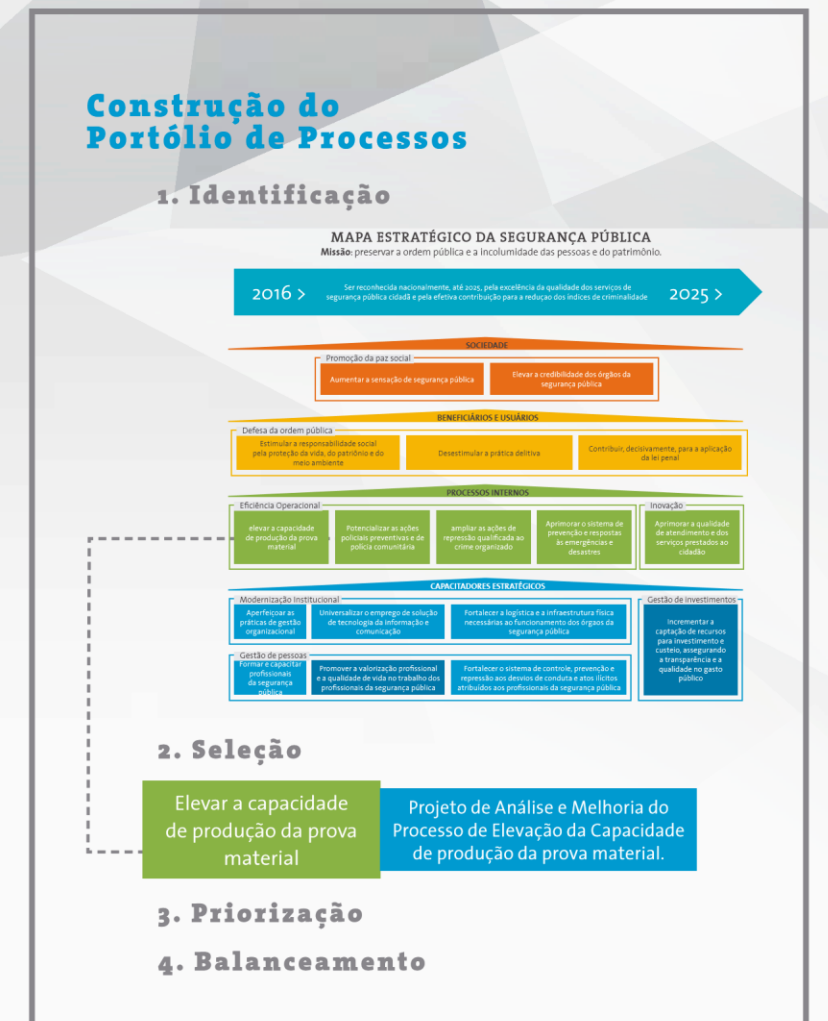 Construção do
Portólio de Processos
1. Identificação
MAPA ESTRATÉGICO DA SEGURANÇA PÚBLICA
Missão: preservar a ordem pública e a incolumidade das pessoas e do patrimônio.
2016 >
Ser reconhecida nacionalmente, até 2025, pela excelência da qualidade dos serviços de
segurança pública cidadã e pela efetiva contribuição para a reduçao dos índices de criminalidade
2025 >
SOCIEDADE
Promoção da paz social
Aumentar a sensação de segurança pública
Elevar a credibilidade dos órgãos da
segurança pública
BENEFICIÁRIOS E USUÁRIOS
Defesa da ordem pública
Estimular a responsabilidade social
pela proteção da vida, do patriônio e do
meio ambiente
Desestimular a prática delitiva
Contribuir, decisivamente, para a aplicação
da lei penal
PROCESSOS INTERNOS
Eficiência Operacional
elevar a capacidade
de produção da prova
material
Potencializar as ações
policiais preventivas e de
polícia comunitária
ampliar as ações de
repressão qualificada ao
crime organizado
Aprimorar o sistema de
prevenção e respostas
às emergências e
desastres
Inovação
Aprimorar a qualidade
de atendimento e dos
serviços prestados ao
cidadão
CAPACITADORES ESTRATÉGICOS
Modernização Institucional
Aperfeiçoar as
práticas de gestão
organizacional
Universalizar o emprego de solução
de tecnologia da informação e
comunicação
Fortalecer a logística e a infraestrutura física
necessárias ao funcionamento dos órgaos da
segurança pública
Gestão de investimentos
Incrementar a
captação de recursos
para investimento e
custeio, assegurando
a transparência e a
qualidade no gasto
público
Gestão de pessoas
Formar e capacitar
profissionais
da segurança
pública
Promover a valorização profissional
e a qualidade de vida no trabalho dos
profissionais da segurança pública
Fortalecer o sistema de controle, prevenção e
repressão aos desvios de conduta e atos ilícitos
atribuídos aos profissionais da segurança pública
2. Seleção
Elevar a capacidade
de produção da prova
material
Projeto de Análise e Melhoria do
Processo de Elevação da Capacidade
de produção da prova material.
3. Priorização
4. Balanceamento